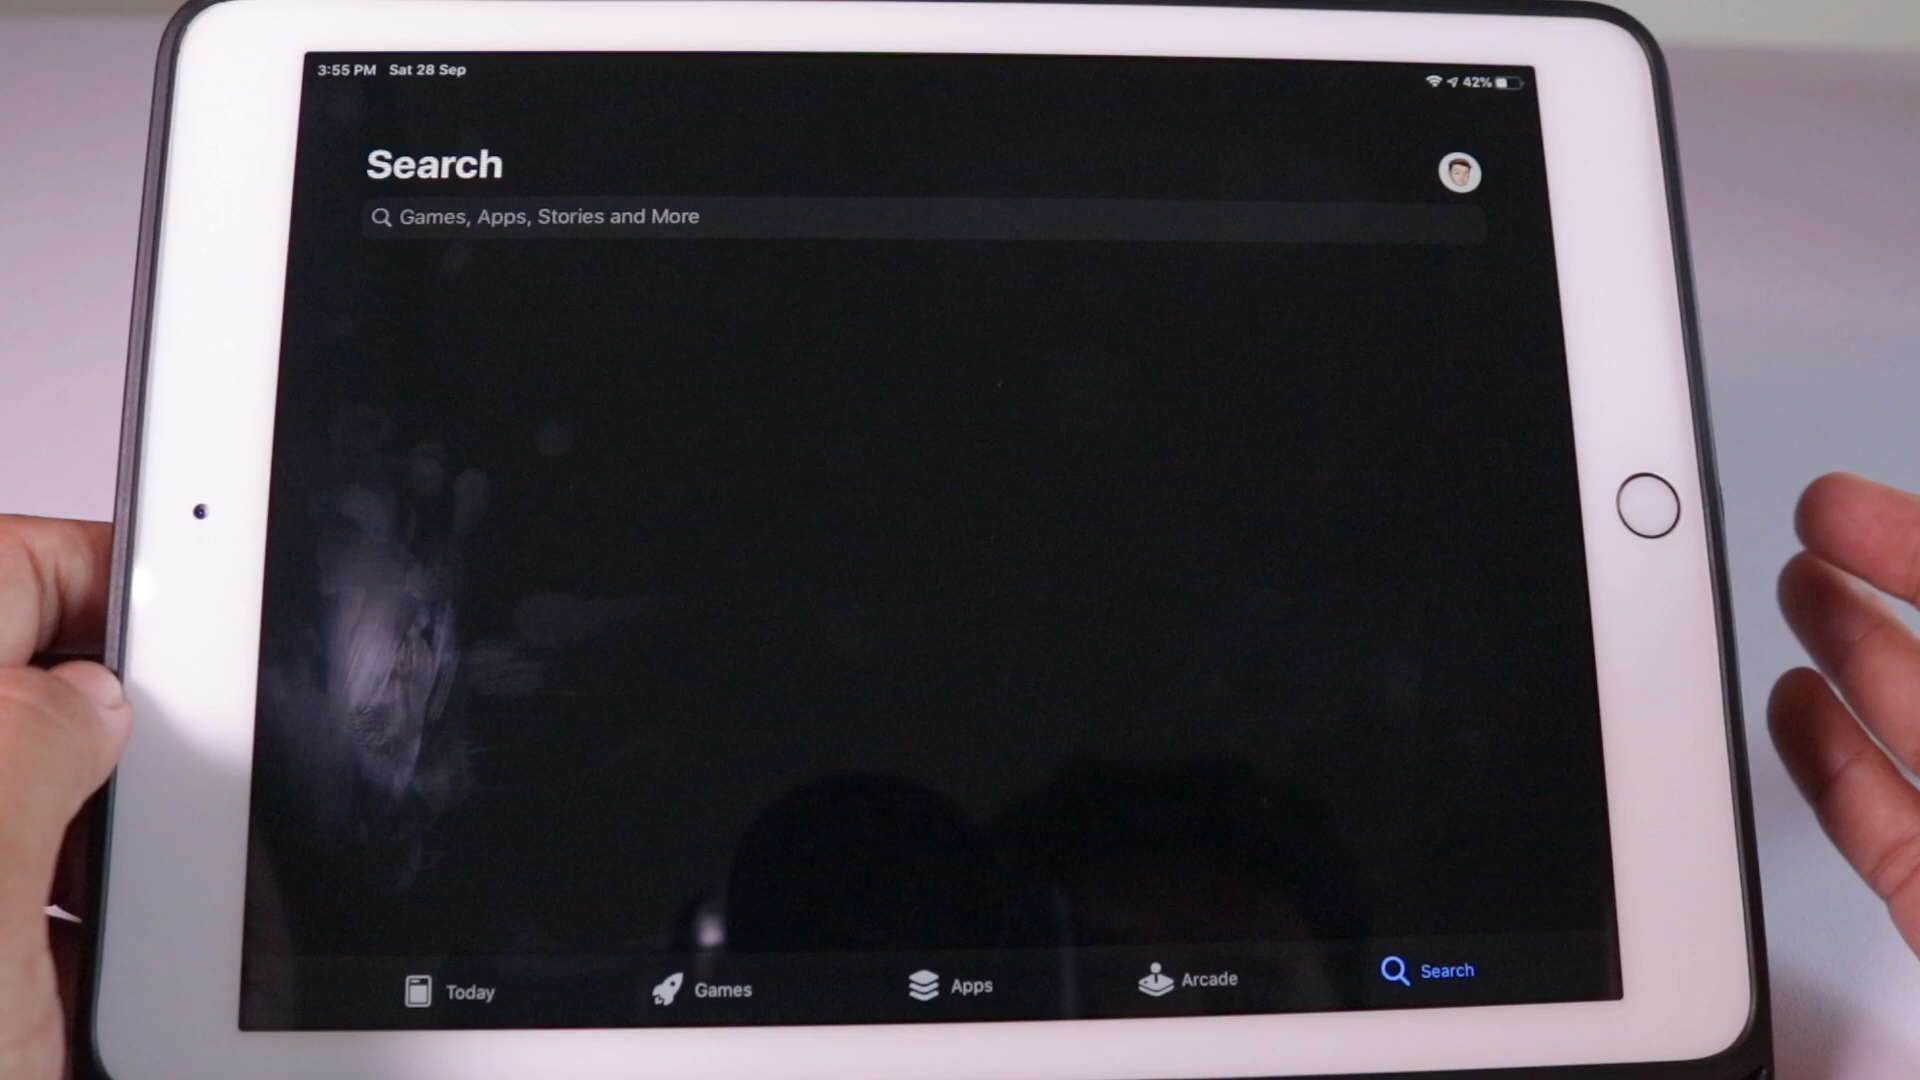 3:55 PM Sat 28 Sep
42%
Search
Games, Apps, Stories and More
Today Games Apps Arcade Search